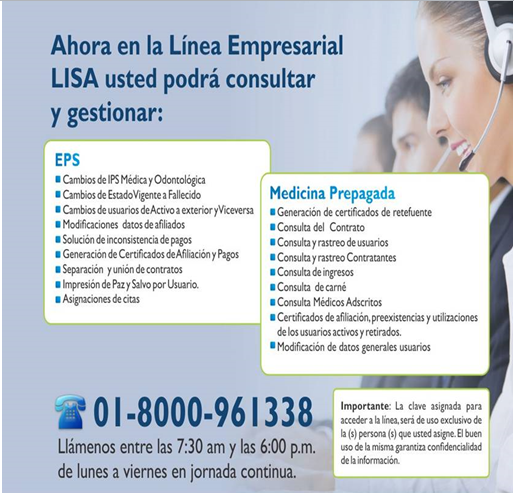 Ahora en la Línea Empresarial
LISA usted podrá consultar
y gestionar:
EPS
Cambios de IPS Médica y Odontológica
Cambios de Estado Vigente a Fallecido
Cambios de usuarios de Activo a exterior y Viceversa
Modificaciones datos de afiliados
Solución de inconsistencia de pagos
Generación de Certificados de Afiliación y Pagos
Separación y unión de contratos
Impresión de Paz y Salvo por Usuario.
Asignaciones de citas
Medicina Prepagada
Generación de certificados de retefuente
Consulta del Contrato
Consulta y rastreo de usuarios
Consulta y rastreo Contratantes
Consulta de ingresos
Consulta de carné
Consulta Médicos Adscritos
Certificados de afiliación, preexistencias y utilizaciones
de los usuarios activos y retirados.
Modificación de datos generales usuarios
01-8000-961338
Llámenos entre las 7:30 am y las 6:00 p.m.
de lunes a viernes en jornada continua.
Importante: La clave asignada para
acceder a la línea, será de uso exclusivo de
la (s) persona (s) que usted asigne. El buen
uso de la misma garantiza confidencialidad
de la información.